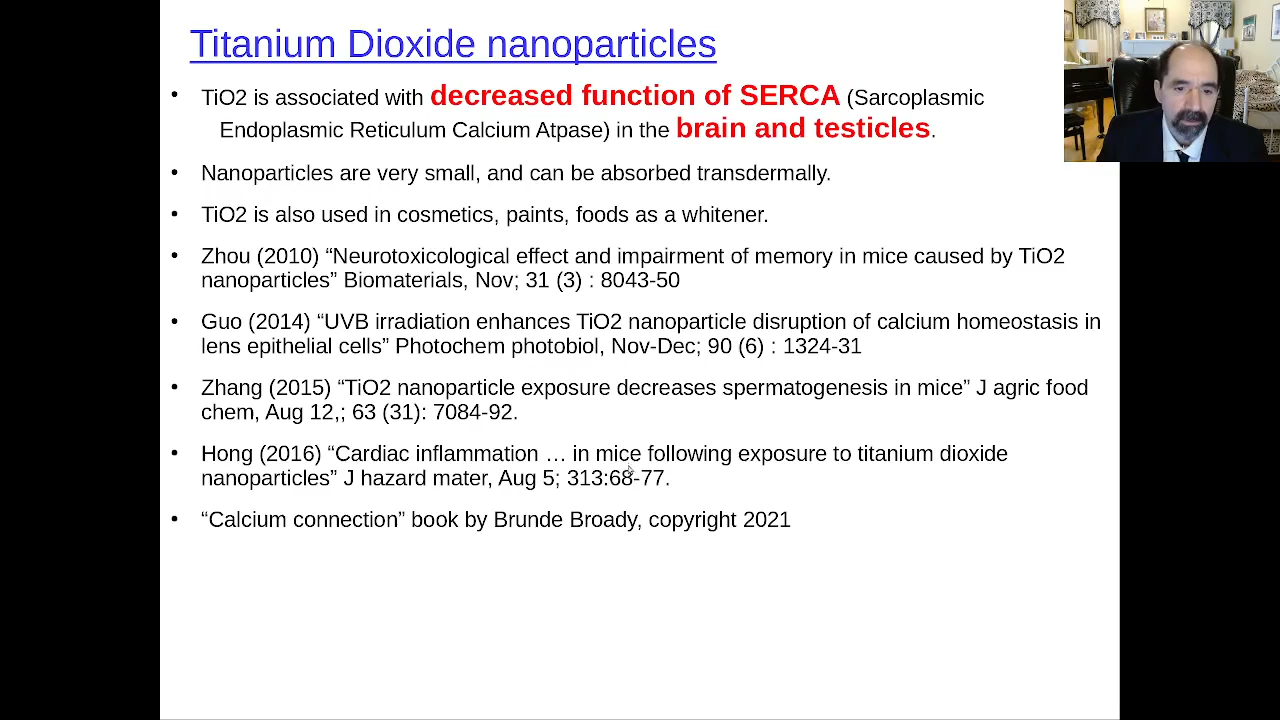 Titanium Dioxide nanoparticles
• TiO2 is associated with decreased function of SERCA (Sarcoplasmic
Endoplasmic Reticulum Calcium Atpase) in the brain and testicles.
• Nanoparticles are very small, and can be absorbed transdermally.
• TiO2 is also used in cosmetics, paints, foods as a whitener.
• Zhou (2010) “Neurotoxicological effect and impairment of memory in mice caused by TiO2
nanoparticles” Biomaterials, Nov; 31 (3) : 8043-50
• Guo (2014) “UVB irradiation enhances TiO2 nanoparticle disruption of calcium homeostasis in
lens epithelial cells” Photochem photobiol, Nov-Dec; 90 (6) : 1324-31
• Zhang (2015) “TiO2 nanoparticle exposure decreases spermatogenesis in mice” J agric food
chem, Aug 12,; 63 (31): 7084-92.
• Hong (2016) “Cardiac inflammation … in mice following exposure to titanium dioxide
nanoparticles” J hazard mater, Aug 5; 313:68-77.
• “Calcium connection” book by Brunde Broady, copyright 2021